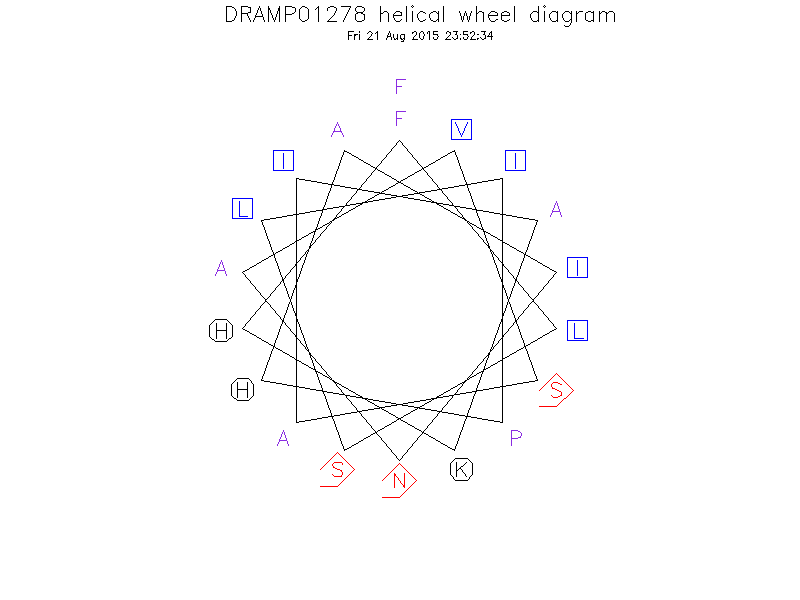 DRAMP01278 helical wheel diagram
Fri 21 Aug 2015 23:52:34
F
A F V
I I
L A
A I
H L
H S
A P
S N K